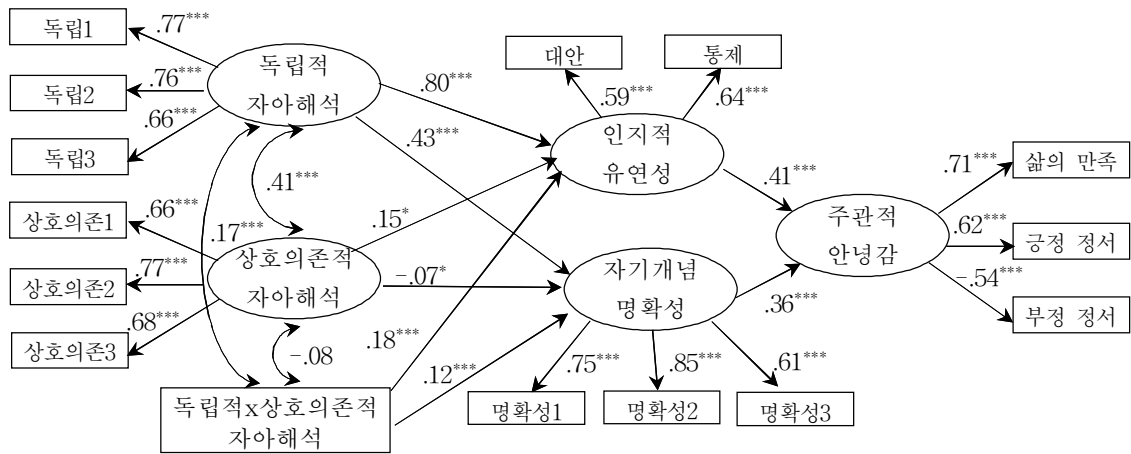 독립1
.77***
독립2
.76***
독립3
.66***
독립적
자아해석
.80***
.43***
대안
통제
.59***
.64***
인지적
유연성
.41***
.17***
상호의존1
.66***
상호의존2
.77***
상호의존3
.68***
상호의존적
자아해석
.15*
-.07*
.18***
.12***
-.08
독립적x상호의존적
자아해석
자기개념
명확성
.75***
.85***
.61***
명확성1
명확성2
명확성3
.41***
.36***
주관적
안녕감
.71***
삶의 만족
.62***
긍정 정서
-.54***
부정 정서